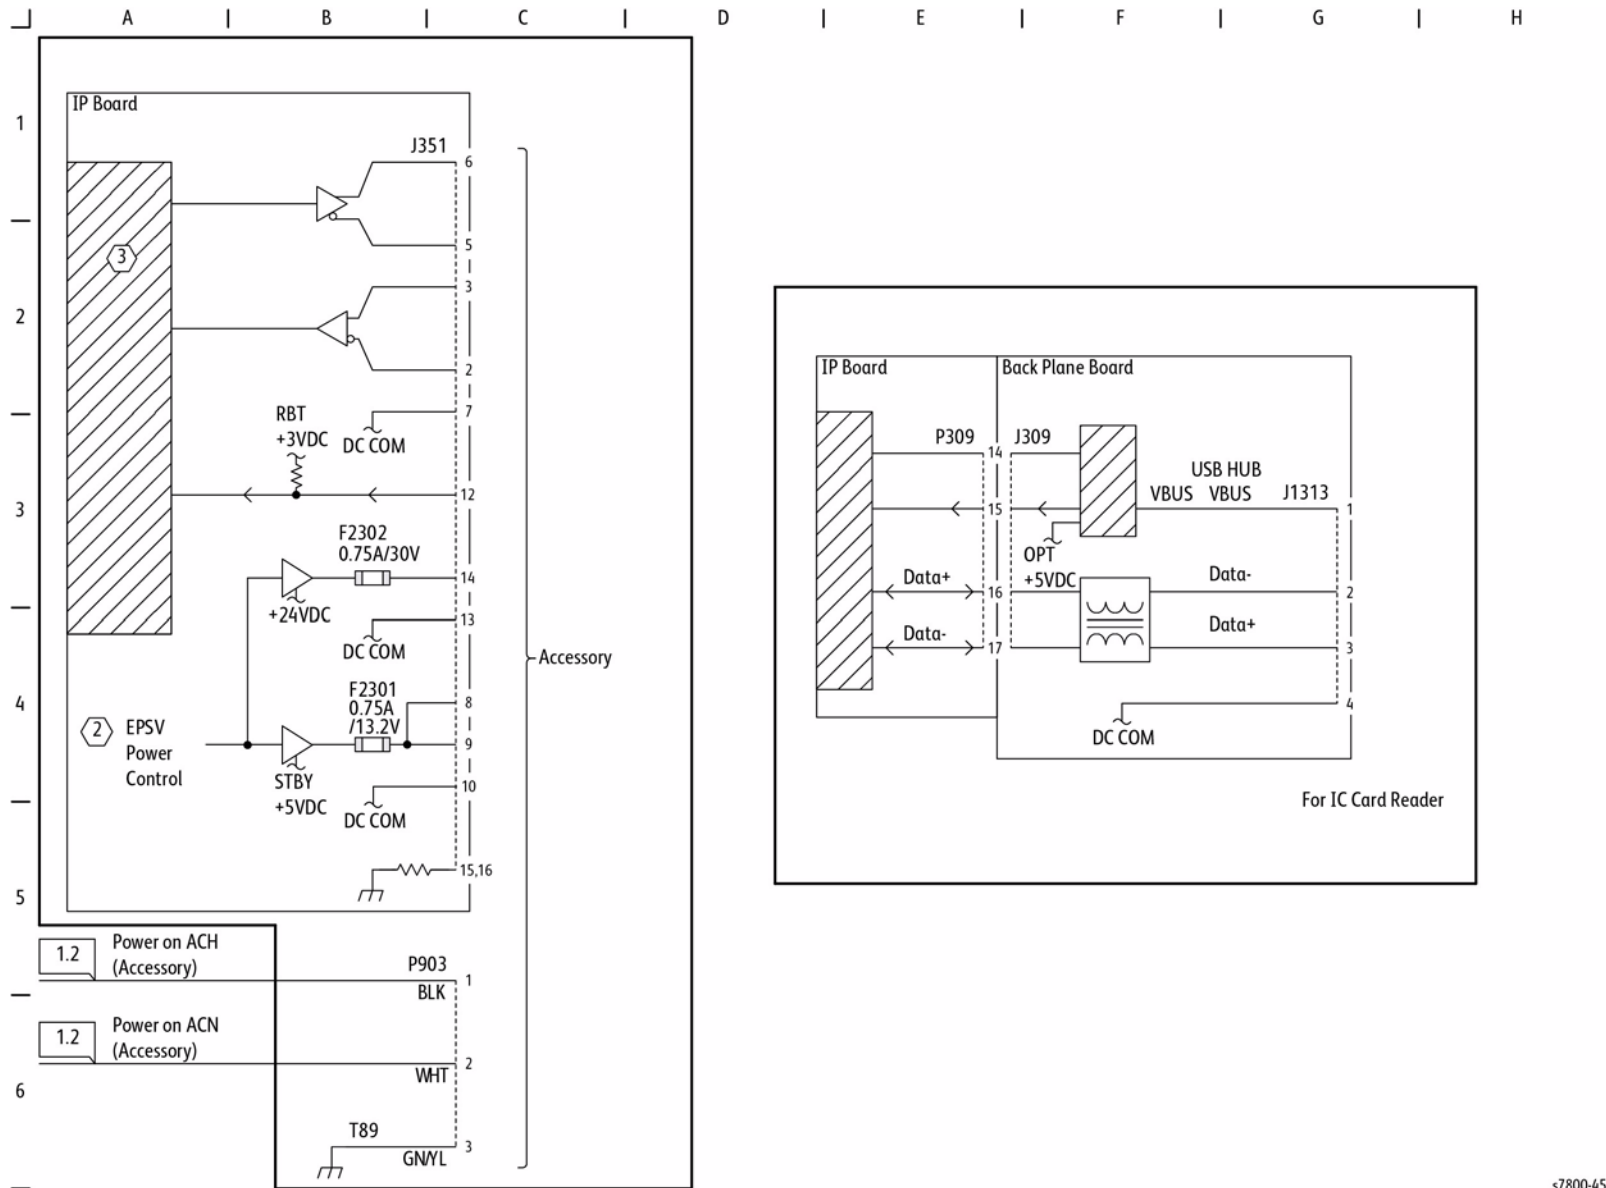 A B C D E F G H
1
2
3
4
5
6
IP Board
J351
6
3
5
3
2
RBT
+3VDC
7
DC COM
12
F2302
0.75A/30V
14
+24VDC
13
DC COM
Accessory
F2301
0.75A
/13.2V
8
2
EPSV
Power
Control
9
STBY
+5VDC
10
DC COM
15,16
1.2
Power on ACH
(Accessory)
P903
1
BLK
1.2
Power on ACN
(Accessory)
2
WHT
T89
3
GN/YL
IP Board
Back Plane Board
P309
J309
14
USB HUB
VBUS
VBUS
J1313
15
1
OPT
+5VDC
Data+
16
Data-
2
Data-
17
Data+
3
4
DC COM
For IC Card Reader
s7800-45